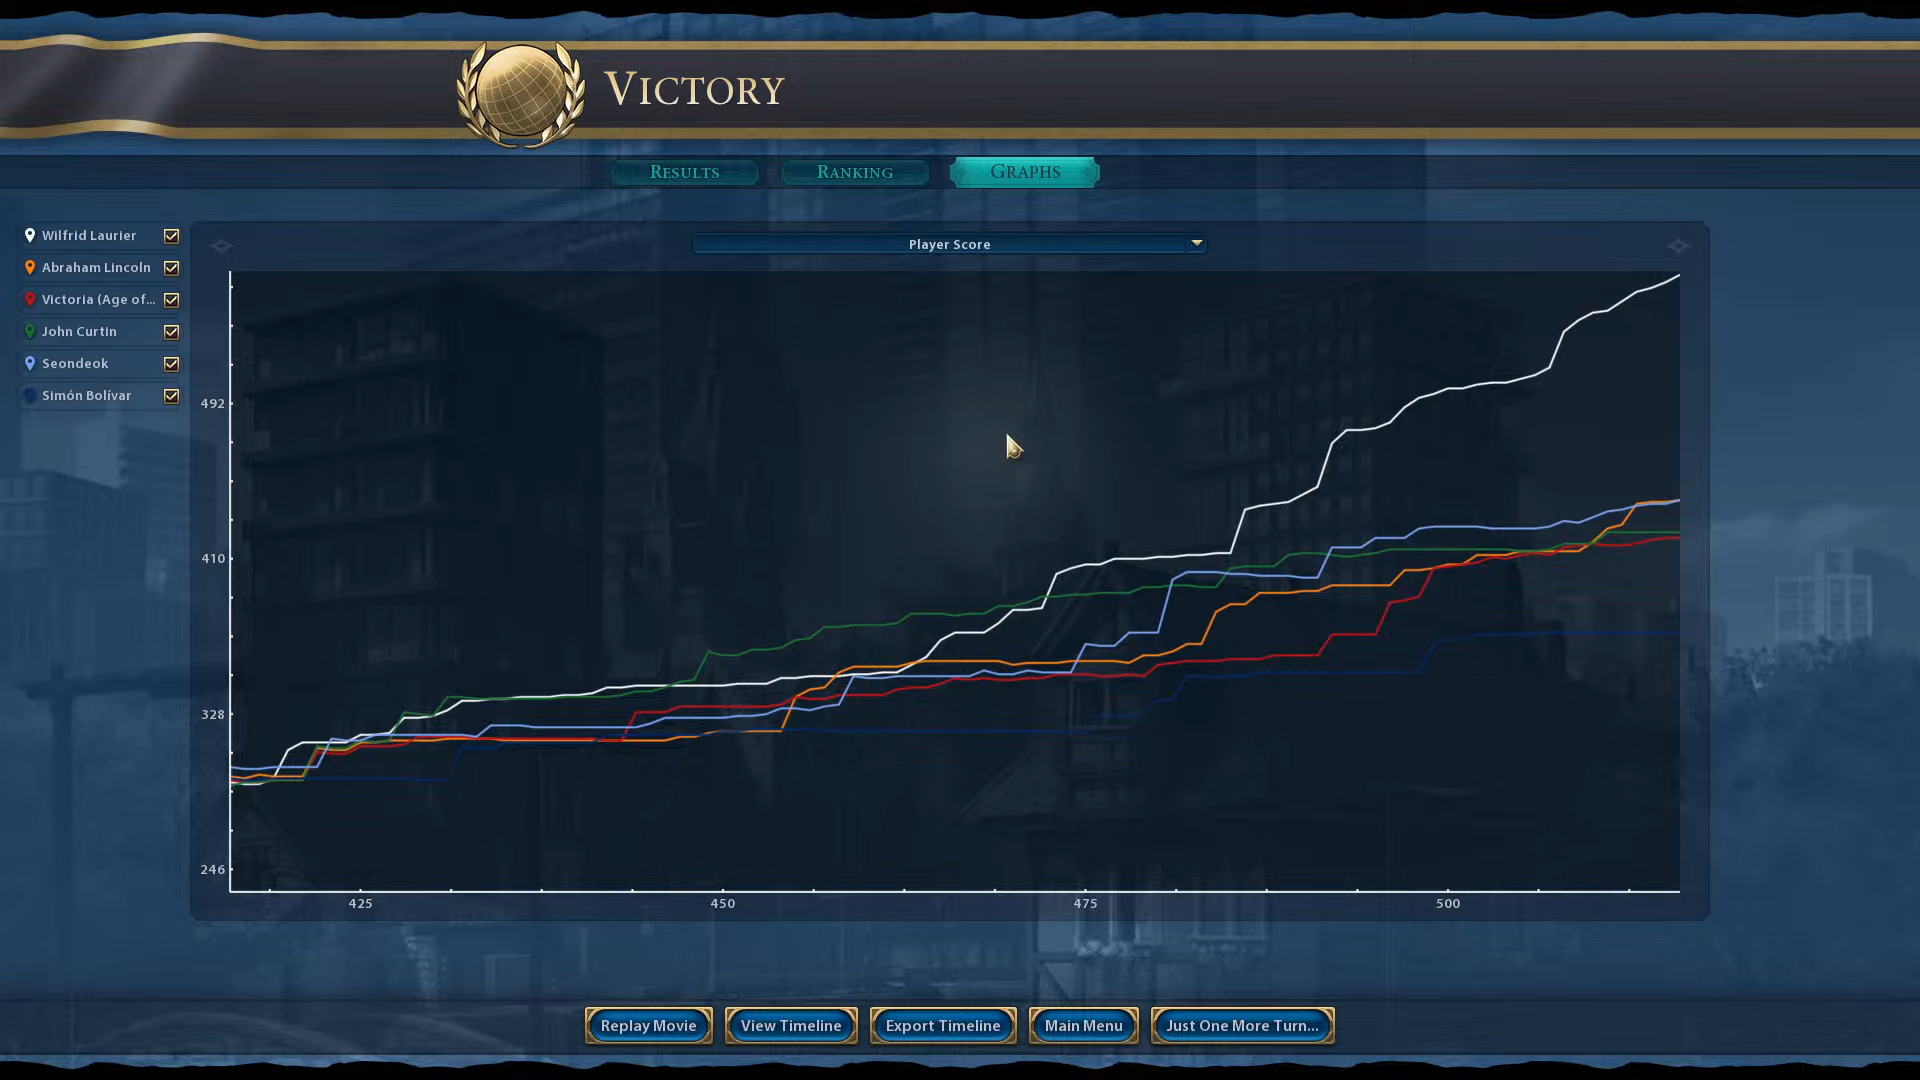 Victory
Results
Ranking
Graphs
Wilfrid Laurier
Abraham Lincoln
Victoria (Age of...
John Curtin
Seondeok
Simón Bolívar
Player Score
492
410
328
246
425
450
475
500
Replay Movie
View Timeline
Export Timeline
Main Menu
Just One More Turn...